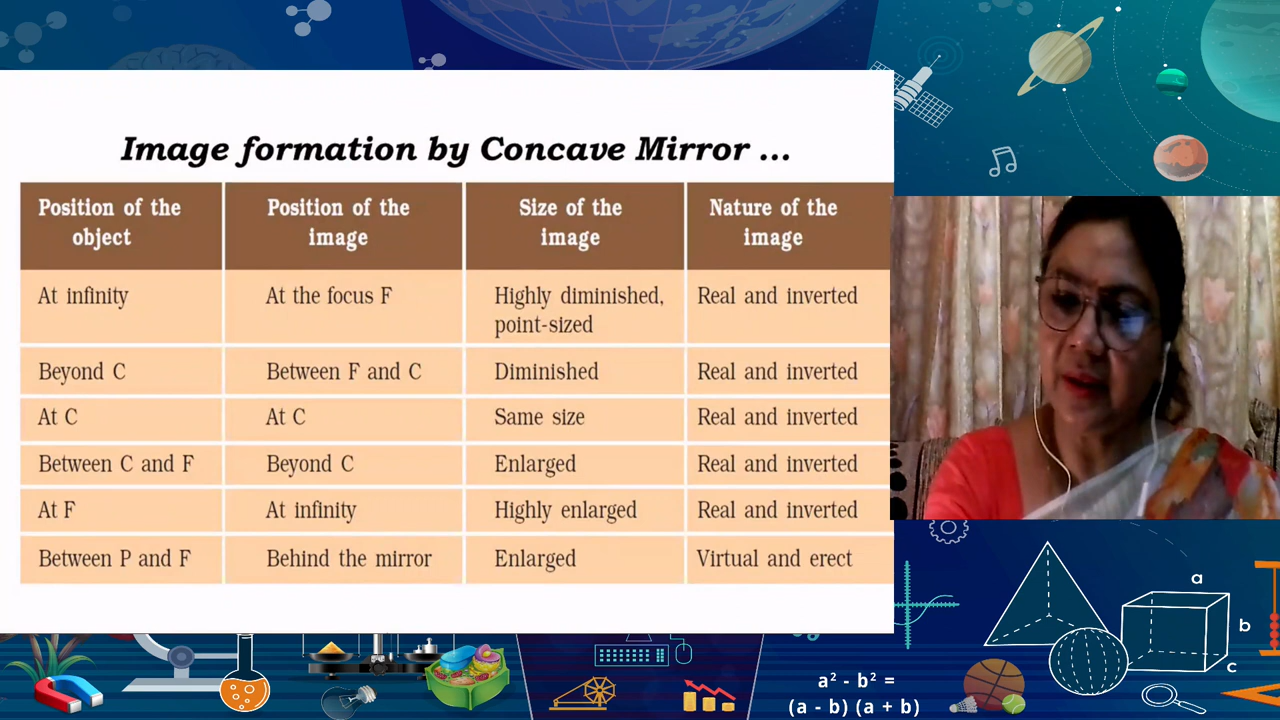 Image formation by Concave Mirror ...
Position of the object
Position of the image
Size of the image
Nature of the image
At infinity
At the focus F
Highly diminished, point-sized
Real and inverted
Beyond C
Between F and C
Diminished
Real and inverted
At C
At C
Same size
Real and inverted
Between C and F
Beyond C
Enlarged
Real and inverted
At F
At infinity
Highly enlarged
Real and inverted
Between P and F
Behind the mirror
Enlarged
Virtual and erect
a
b
c
a² - b² =
(a - b) (a + b)